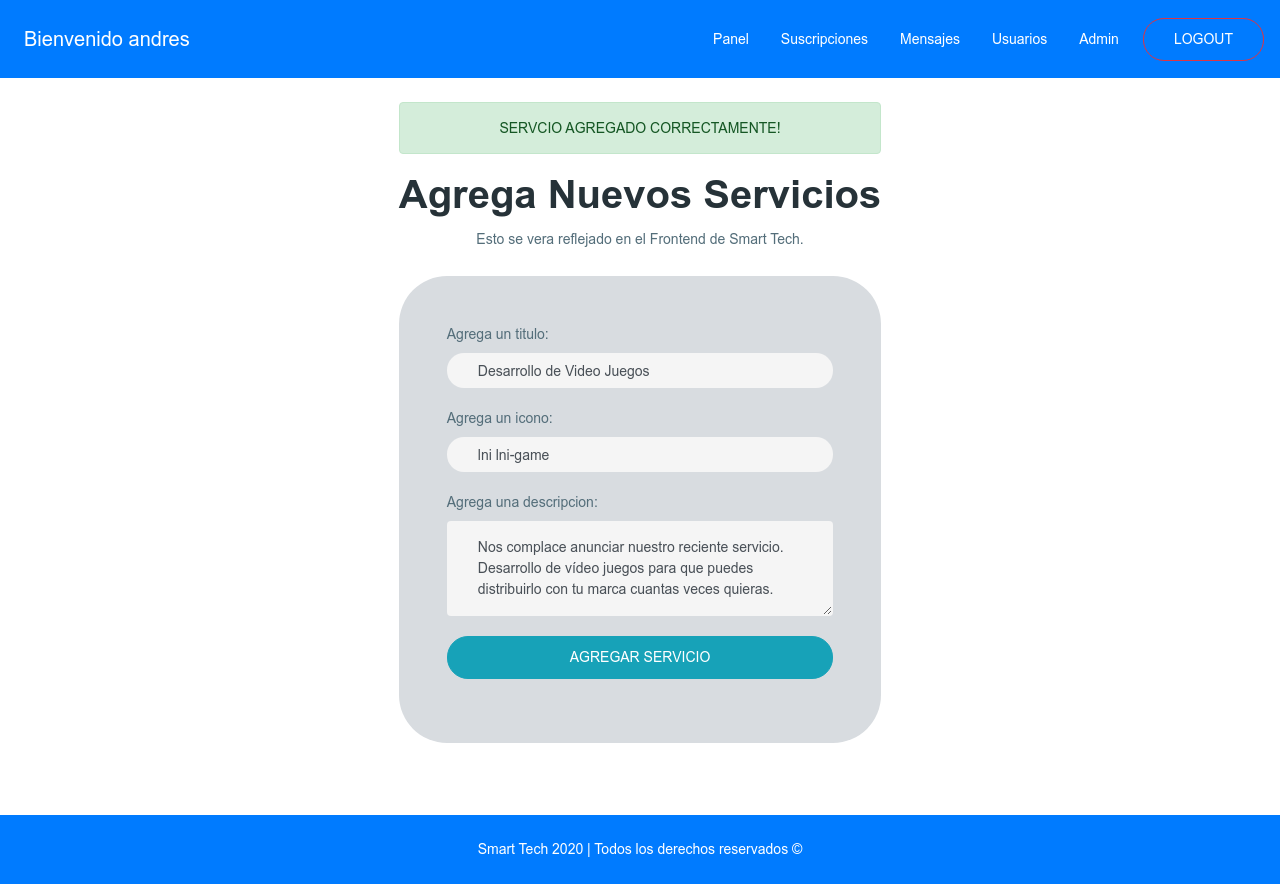 Bienvenido andres
Panel
Suscripciones
Mensajes
Usuarios
Admin
LOGOUT
SERVCIO AGREGADO CORRECTAMENTE!
Agrega Nuevos Servicios
Esto se vera reflejado en el Frontend de Smart Tech.
Agrega un titulo:
Desarrollo de Video Juegos
Agrega un icono:
lni lni-game
Agrega una descripcion:
Nos complace anunciar nuestro reciente servicio.
Desarrollo de vídeo juegos para que puedes
distribuirlo con tu marca cuantas veces quieras.
AGREGAR SERVICIO
Smart Tech 2020 | Todos los derechos reservados ©